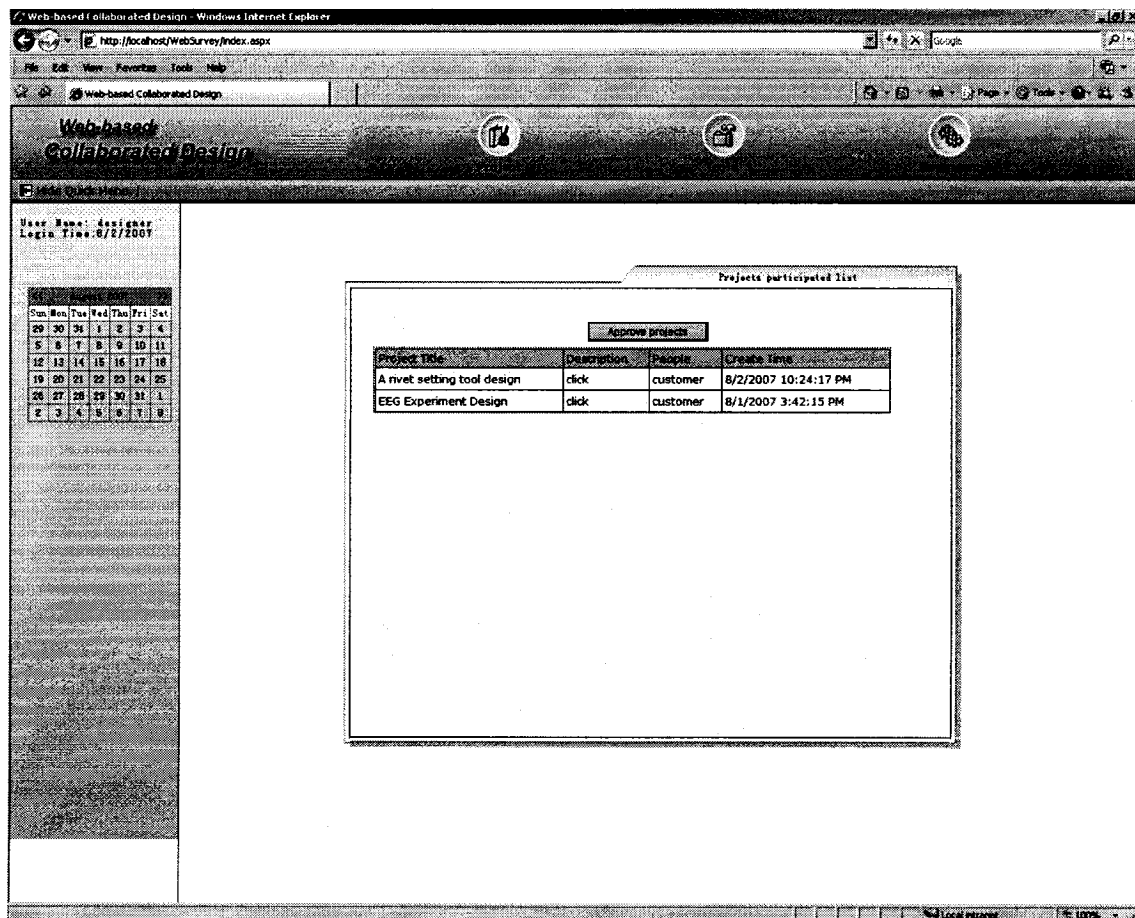 Web-based Collaborated Design - Windows Internet Explorer
http://localhost/WebSurvey/index.aspx
Google
File Edit View Favorites Tools Help
Web-based Collaborated Design
Page Tools
Web-based
Collaborated Design
Hide Quick Menu
User Name: designer
Login Time:8/2/2007
August 2007
Sun Mon Tue Wed Thu Fri Sat
29 30 31 1 2 3 4
5 6 7 8 9 10 11
12 13 14 15 16 17 18
19 20 21 22 23 24 25
26 27 28 29 30 31 1
2 3 4 5 6 7 8
Projects participated list
Approve projects
Project Title Description People Create Time
A rivet setting tool design click customer 8/2/2007 10:24:17 PM
EEG Experiment Design click customer 8/1/2007 3:42:15 PM
Local intranet 100%